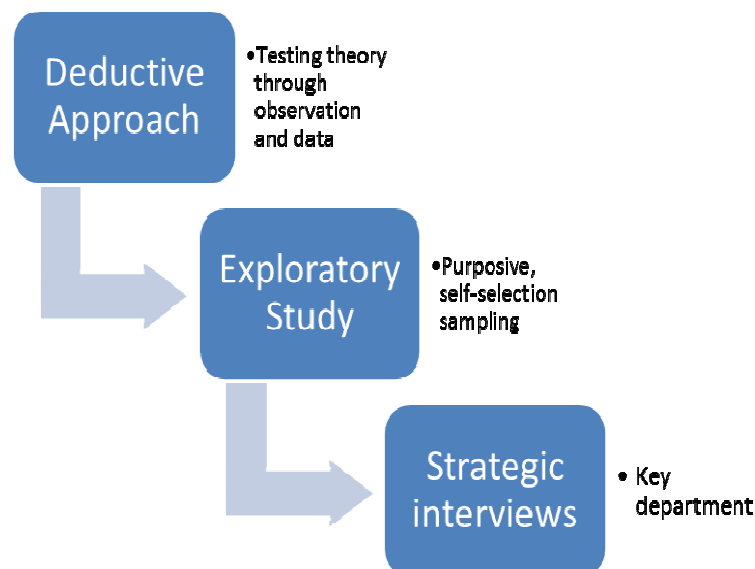 Deductive
Approach
•Testing theory
through
observation
and data
Exploratory
Study
•Purposive,
self-selection
sampling
Strategic
interviews
• Key
department